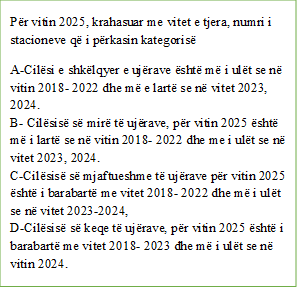 Për vitin 2025, krahasuar me vitet e tjera, numri i
stacioneve që i përkasin kategorisë
A-Cilësi e shkëlqyer e ujërave është më i ulët se në
vitin 2018- 2022 dhe më e lartë se në vitet 2023,
2024.
B- Cilësisë së mirë të ujërave, për vitin 2025 është
më i lartë se në vitin 2018- 2022 dhe me i ulët se në
vitet 2023, 2024.
C-Cilësisë së mjaftueshme të ujërave për vitin 2025
është i barabartë me vitet 2018- 2022 dhe më i ulët
se në vitet 2023-2024,
D-Cilësisë së keqe të ujërave, për vitin 2025 është i
barabartë me vitet 2018- 2023 dhe më i ulët se në
vitin 2024.